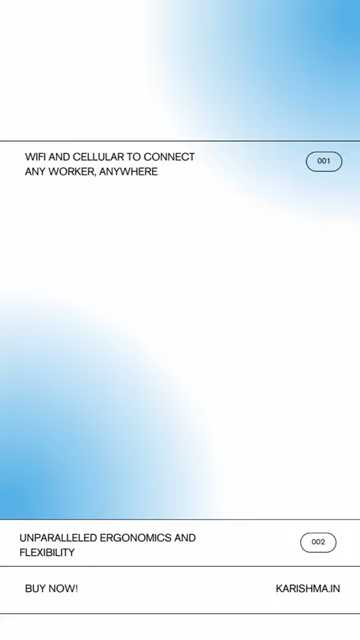 WIFI AND CELLULAR TO CONNECT
ANY WORKER, ANYWHERE
001
UNPARALLELED ERGONOMICS AND
FLEXIBILITY
002
BUY NOW!
KARISHMA.IN